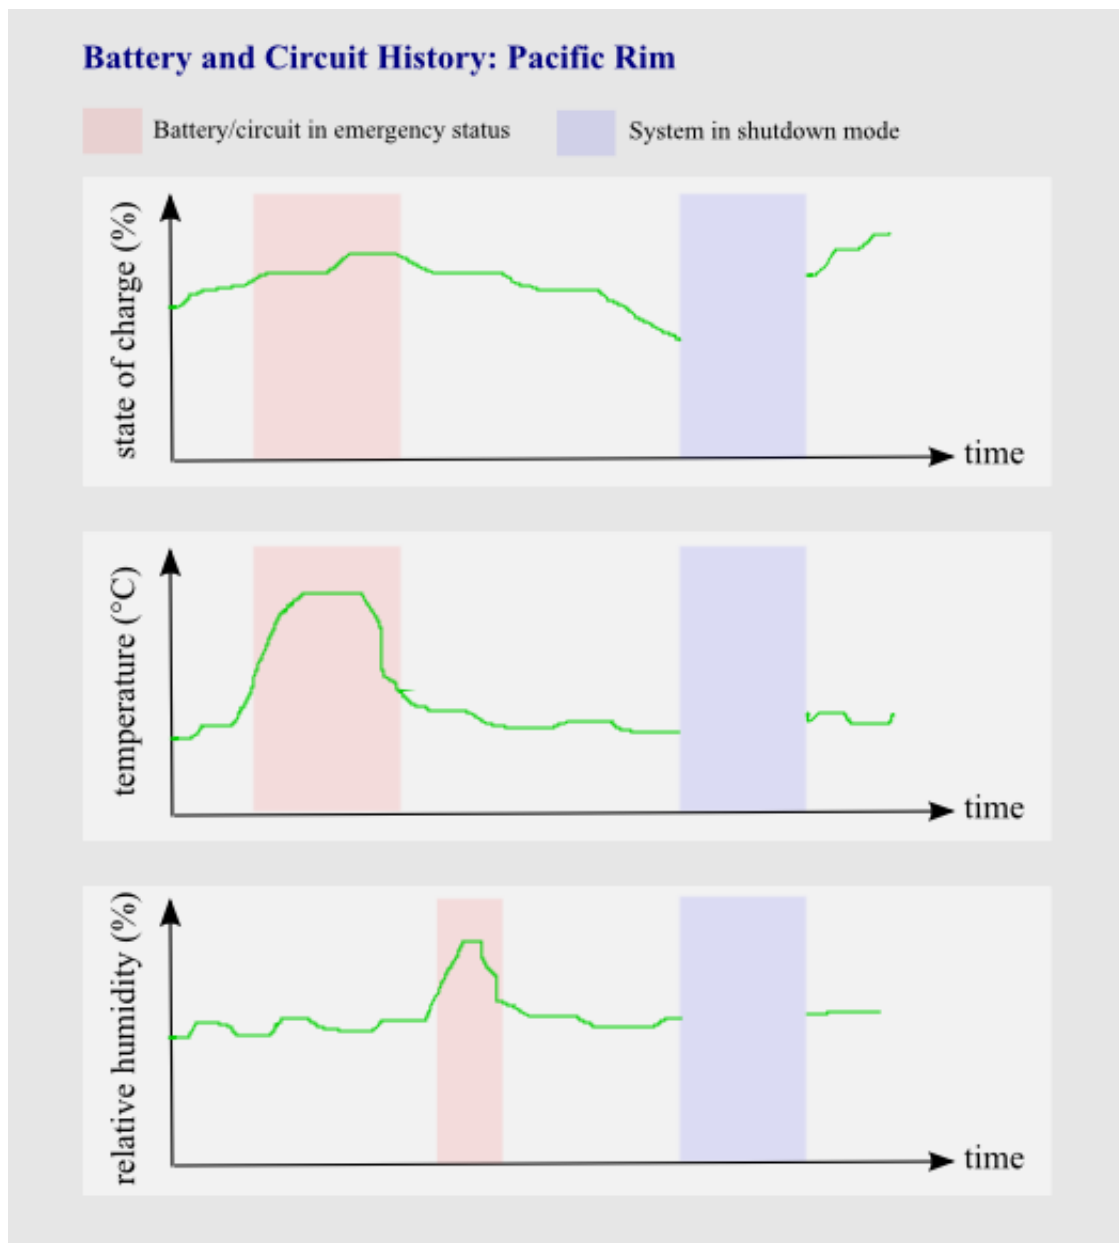 Battery and Circuit History: Pacific Rim
Battery/circuit in emergency status
System in shutdown mode
state of charge (%)
time
temperature (°C)
time
relative humidity (%)
time